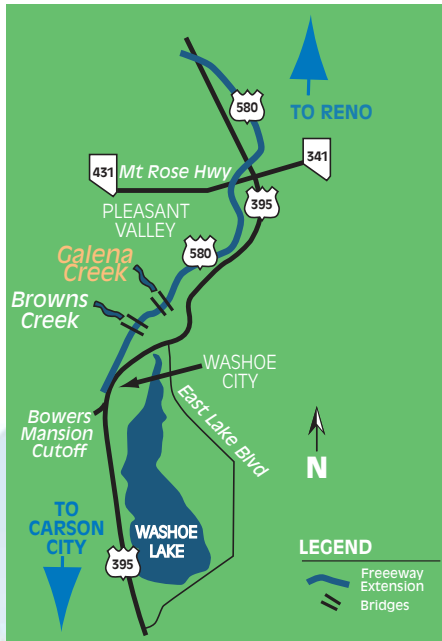 580
TO RENO
341
431
Mt Rose Hwy
395
PLEASANT
VALLEY
580
Galena
Creek
Browns
Creek
WASHOE
CITY
East Lake Blvd
Bowers
Mansion
Cutoff
N
TO
CARSON
CITY
WASHOE
LAKE
395
LEGEND
Freeeway
Extension
Bridges